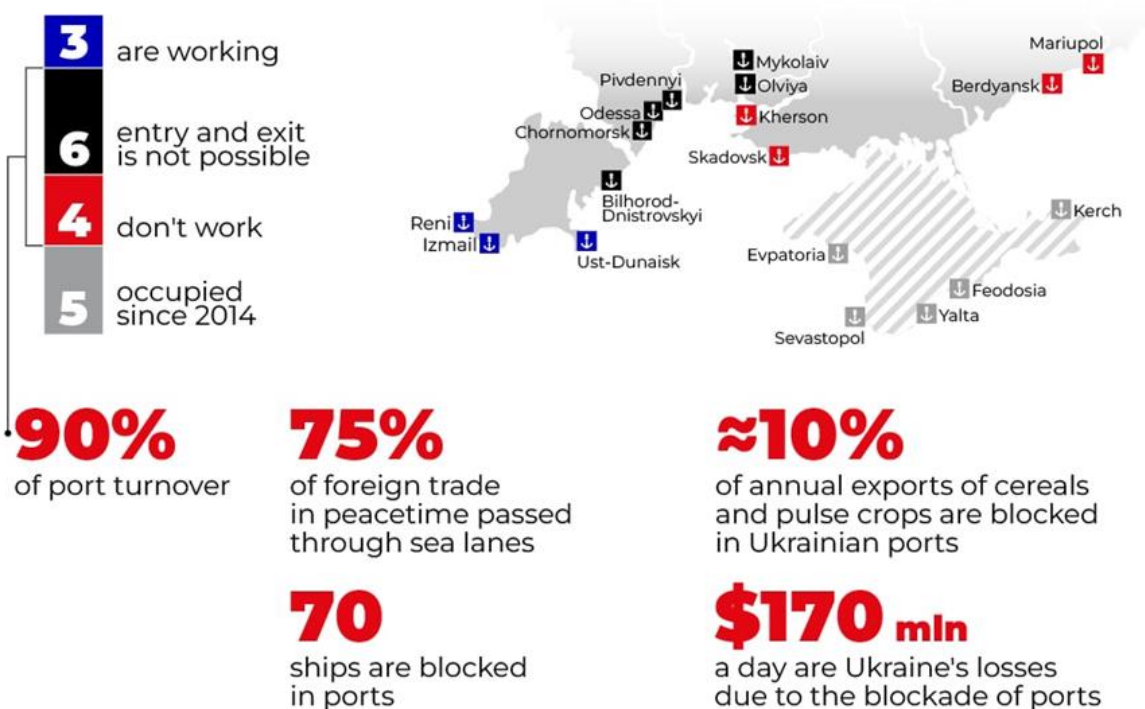 3
are working
6
entry and exit
is not possible
4
don't work
5
occupied
since 2014
Mariupol
Mykolaiv
Pivdennyi
Berdyansk
Olviya
Odessa
Kherson
Chornomorsk
Skadovsk
Bilhorod-
Dnistrovskyi
Reni
Kerch
Izmail
Evpatoria
Ust-Dunaisk
Feodosia
Yalta
Sevastopol
90%
of port turnover
75%
of foreign trade
in peacetime passed
through sea lanes
≈10%
of annual exports of cereals
and pulse crops are blocked
in Ukrainian ports
70
ships are blocked
in ports
$170 mln
a day are Ukraine's losses
due to the blockade of ports